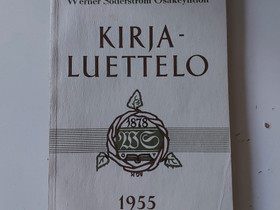 Werner Söderström Osakeyhtiön
KIRJA-
LUETTELO
1878
WS
1955